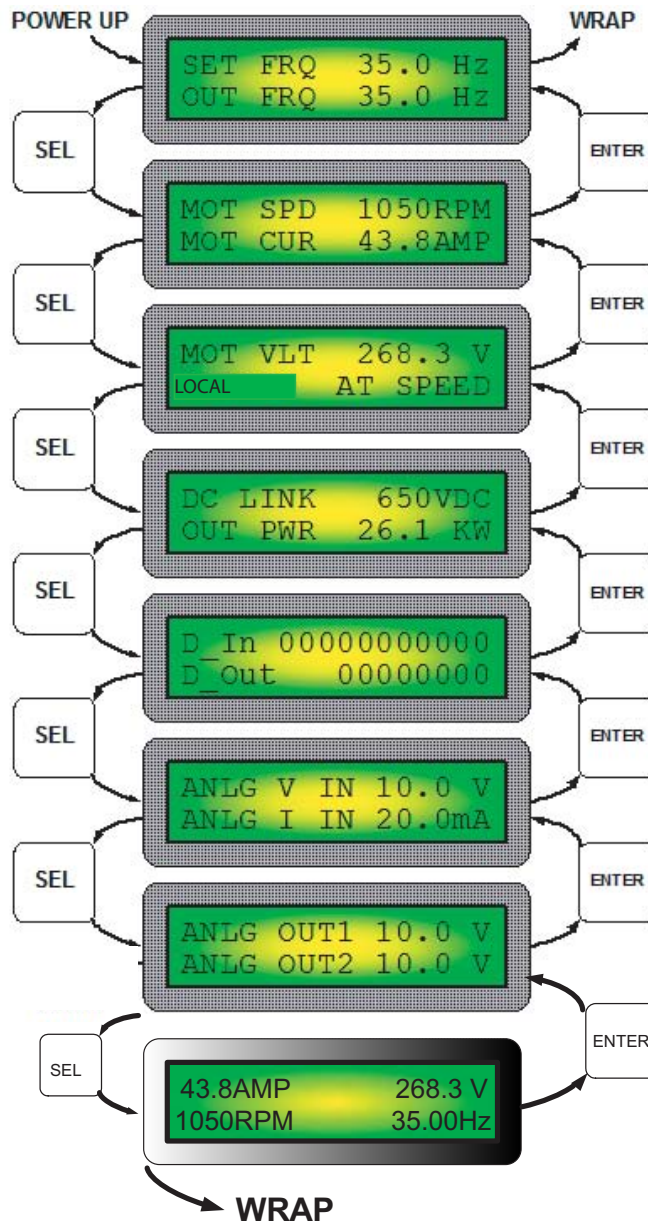 POWER UP
WRAP
SET FRQ 35.0 Hz
OUT FRQ 35.0 Hz
SEL
ENTER
MOT SPD 1050RPM
MOT CUR 43.8AMP
SEL
ENTER
MOT VLT 268.3 V
LOCAL AT SPEED
SEL
ENTER
DC LINK 650VDC
OUT PWR 26.1 KW
SEL
ENTER
D_In 00000000000
D_Out 00000000
SEL
ENTER
ANLG V IN 10.0 V
ANLG I IN 20.0mA
SEL
ENTER
ANLG OUT1 10.0 V
ANLG OUT2 10.0 V
SEL
ENTER
43.8AMP 268.3 V
1050RPM 35.00Hz
WRAP